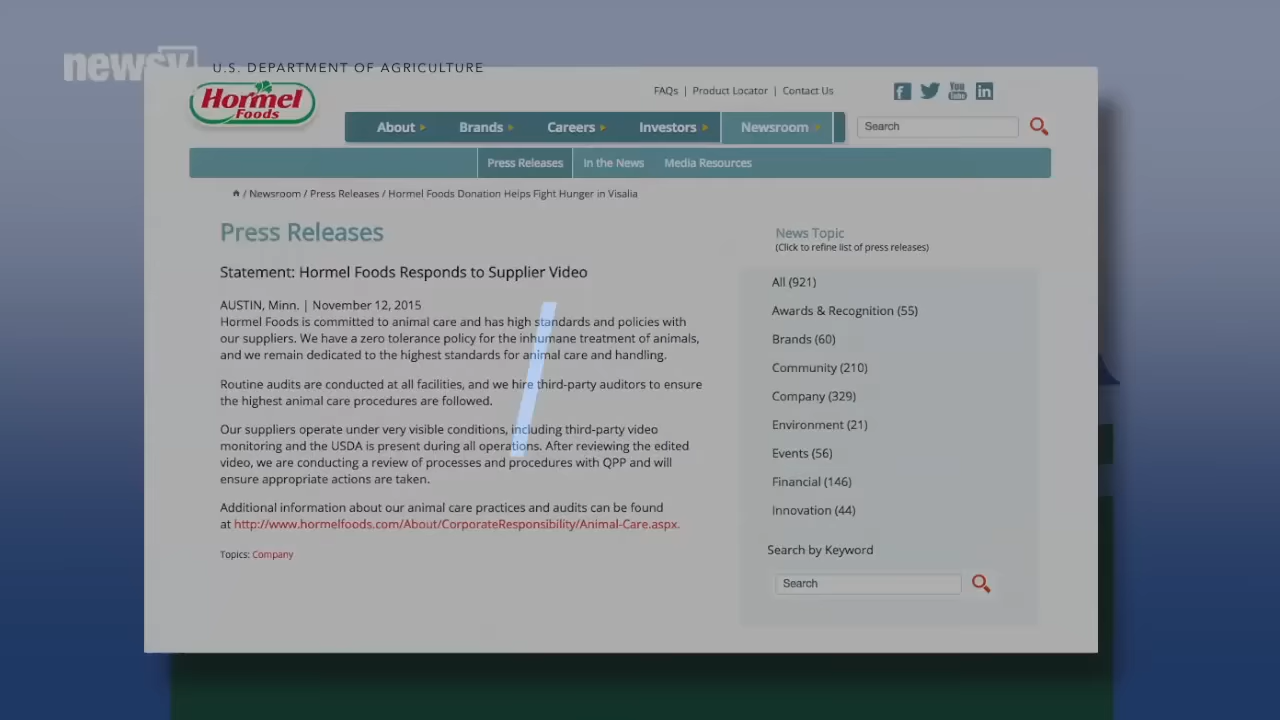 newsy
U.S. DEPARTMENT OF AGRICULTURE
Hormel
Foods
FAQs | Product Locator | Contact Us
f You Tube in
About Brands Careers Investors Newsroom
Search
Press Releases In the News Media Resources
/ Newsroom / Press Releases / Hormel Foods Donation Helps Fight Hunger in Visalia
Press Releases
Statement: Hormel Foods Responds to Supplier Video
AUSTIN, Minn. | November 12, 2015
Hormel Foods is committed to animal care and has high standards and policies with
our suppliers. We have a zero tolerance policy for the inhumane treatment of animals,
and we remain dedicated to the highest standards for animal care and handling.
Routine audits are conducted at all facilities, and we hire third-party auditors to ensure
the highest animal care procedures are followed.
Our suppliers operate under very visible conditions, including third-party video
monitoring and the USDA is present during all operations. After reviewing the edited
video, we are conducting a review of processes and procedures with QPP and will
ensure appropriate actions are taken.
Additional information about our animal care practices and audits can be found
at http://www.hormelfoods.com/About/CorporateResponsibility/Animal-Care.aspx.
Topics: Company
News Topic
(Click to refine list of press releases)
All (921)
Awards & Recognition (55)
Brands (60)
Community (210)
Company (329)
Environment (21)
Events (56)
Financial (146)
Innovation (44)
Search by Keyword
Search